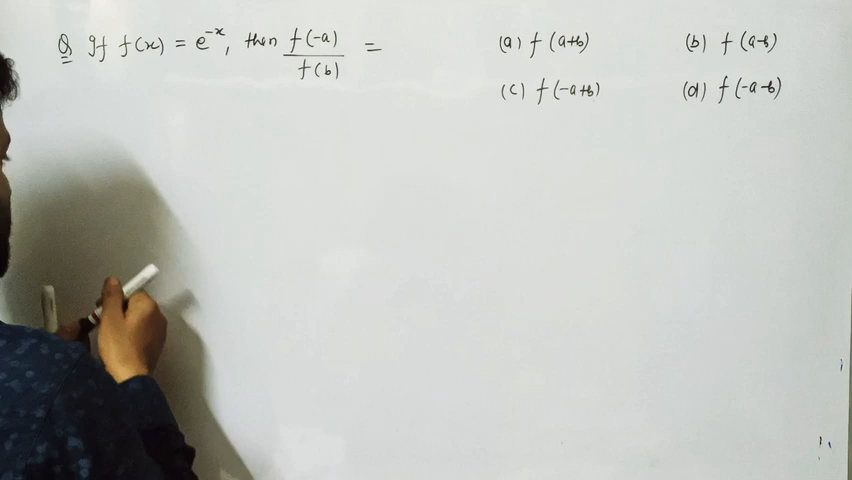 Q If f(x) = e^{-x}, then f(-a)/f(b) = (a) f(a+b) (b) f(a-b)
(c) f(-a+b) (d) f(-a-b)